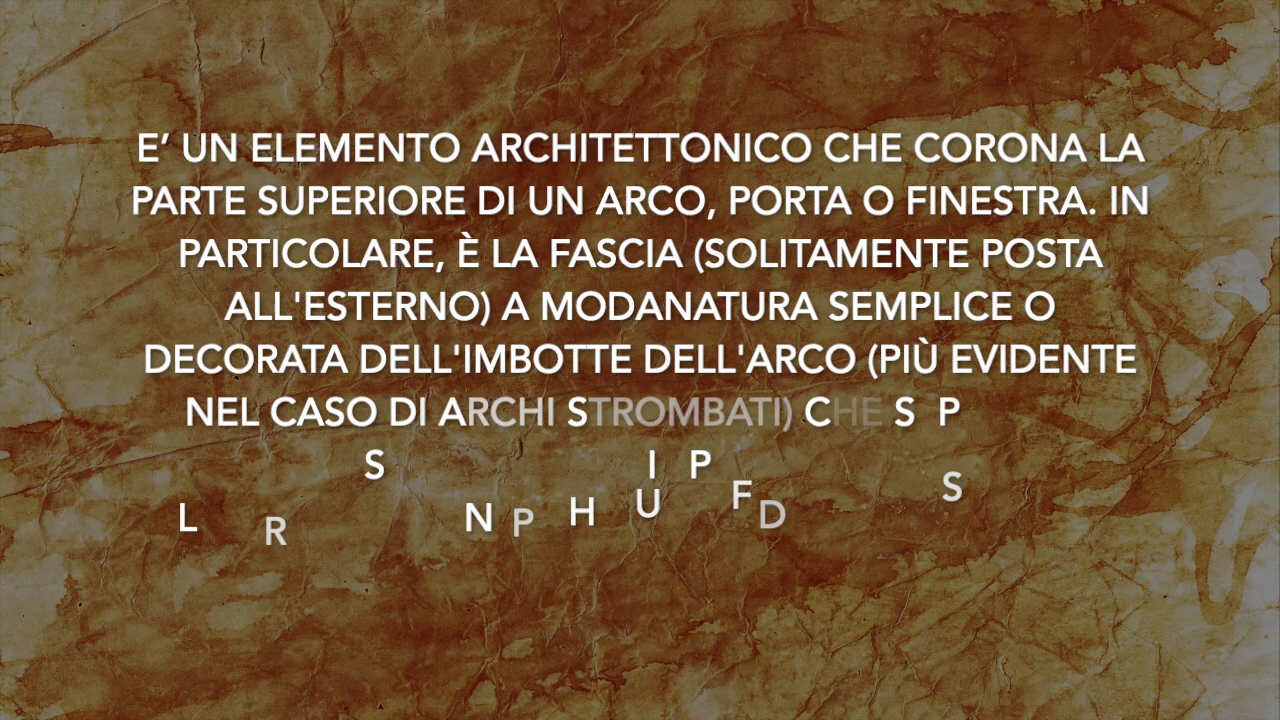 E’ UN ELEMENTO ARCHITETTONICO CHE CORONA LA
PARTE SUPERIORE DI UN ARCO, PORTA O FINESTRA. IN
PARTICOLARE, È LA FASCIA (SOLITAMENTE POSTA
ALL'ESTERNO) A MODANATURA SEMPLICE O
DECORATA DELL'IMBOTTE DELL'ARCO (PIÙ EVIDENTE
NEL CASO DI ARCHI STROMBATI) CHE S P
S I P
L R N P H U F D S